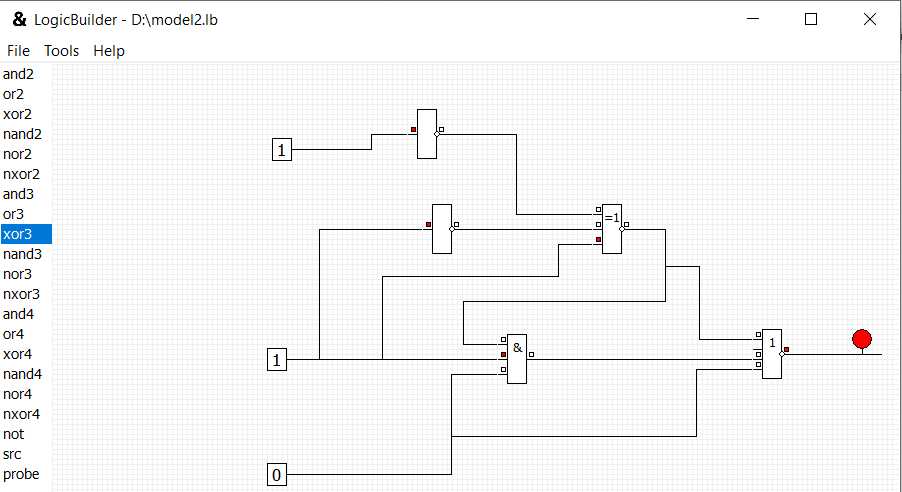 & LogicBuilder - D:\model2.lb
File Tools Help
and2
or2
xor2
nand2
nor2
nxor2
and3
or3
xor3
nand3
nor3
nxor3
and4
or4
xor4
nand4
nor4
nxor4
not
src
probe
1
=1
1
&
1
0